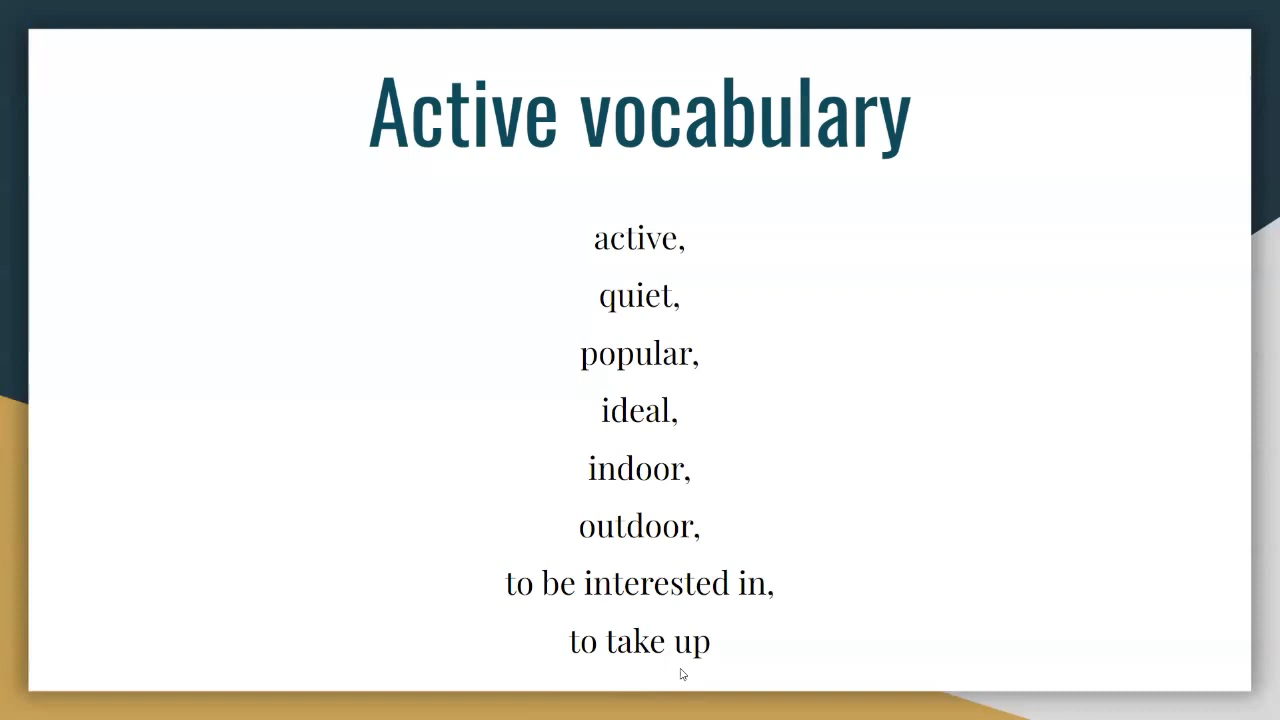 Active vocabulary
active,
quiet,
popular,
ideal,
indoor,
outdoor,
to be interested in,
to take up